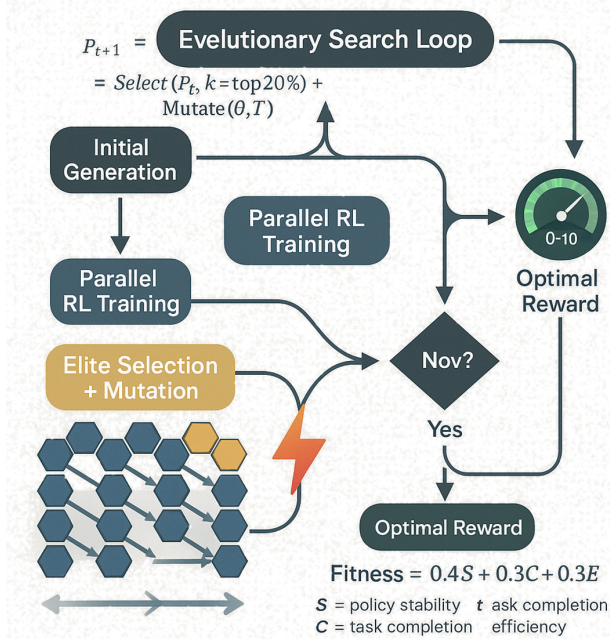 Evelutionary Search Loop
P_{t+1} =
= Select(P_t, k=top20%) +
Mutate(θ,T)
Initial
Generation
Parallel RL
Training
0-10
Optimal
Reward
Parallel
RL Training
Elite Selection
+ Mutation
Nov?
Yes
Optimal Reward
Fitness = 0.4S + 0.3C + 0.3E
S = policy stability t ask completion
C = task completion efficiency